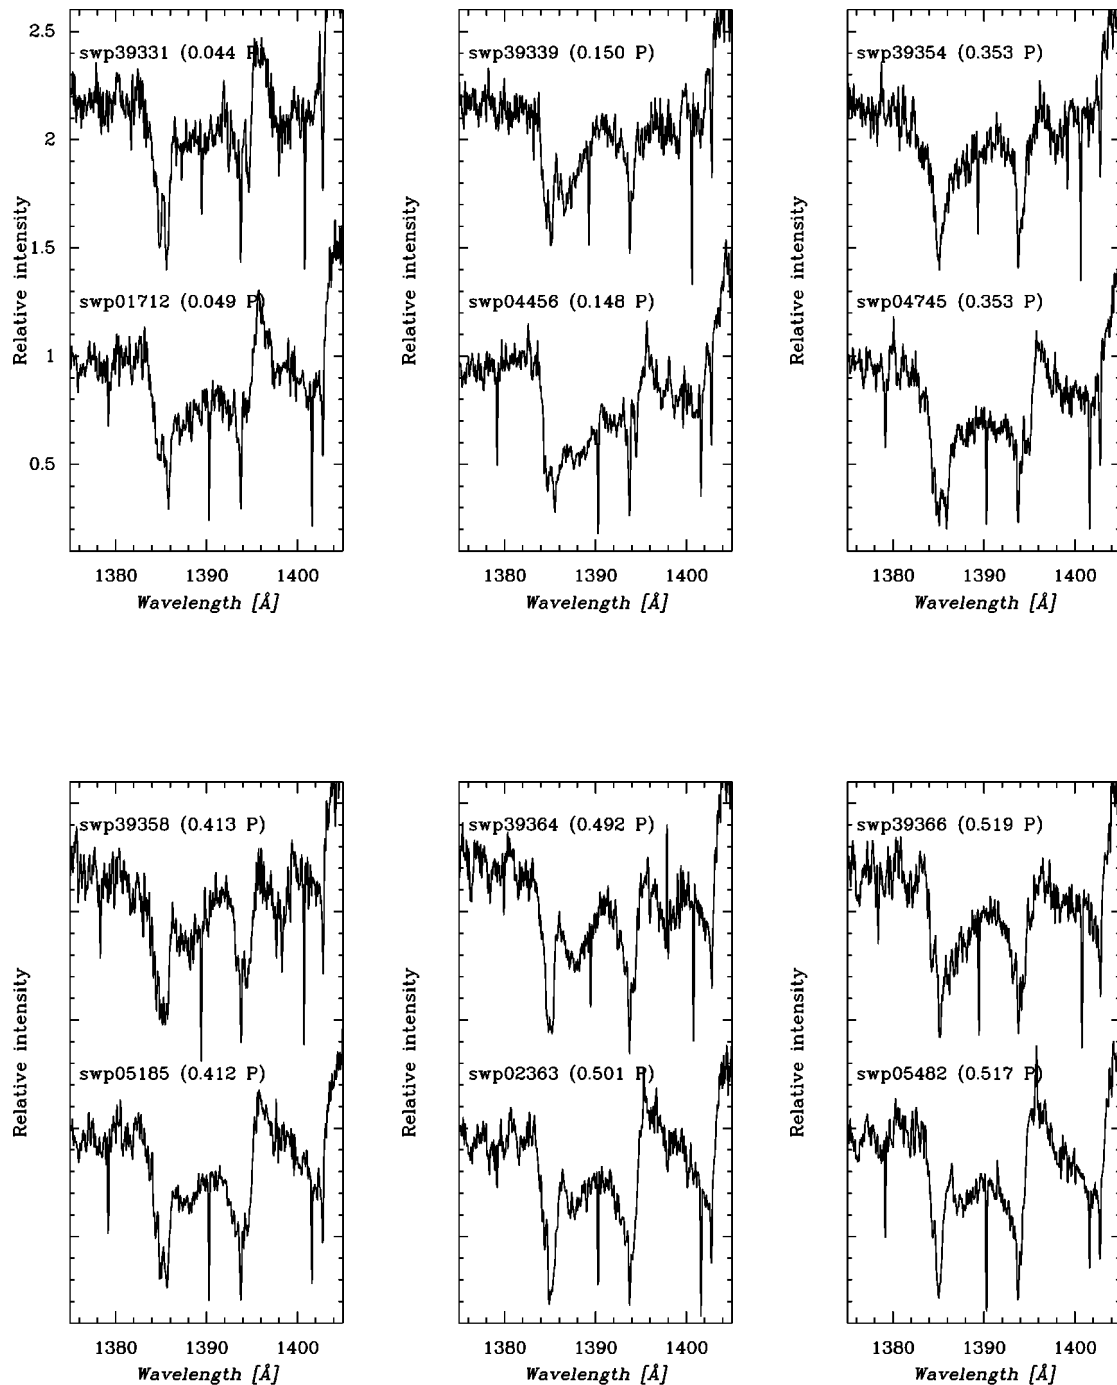 2.5
2
1.5
1
0.5
Relative intensity
swp39331 (0.044 P)
swp01712 (0.049 P)
1380 1390 1400
Wavelength [Å]
Relative intensity
swp39339 (0.150 P)
swp04456 (0.148 P)
1380 1390 1400
Wavelength [Å]
Relative intensity
swp39354 (0.353 P)
swp04745 (0.353 P)
1380 1390 1400
Wavelength [Å]
Relative intensity
swp39358 (0.413 P)
swp05185 (0.412 P)
1380 1390 1400
Wavelength [Å]
Relative intensity
swp39364 (0.492 P)
swp02363 (0.501 P)
1380 1390 1400
Wavelength [Å]
Relative intensity
swp39366 (0.519 P)
swp05482 (0.517 P)
1380 1390 1400
Wavelength [Å]